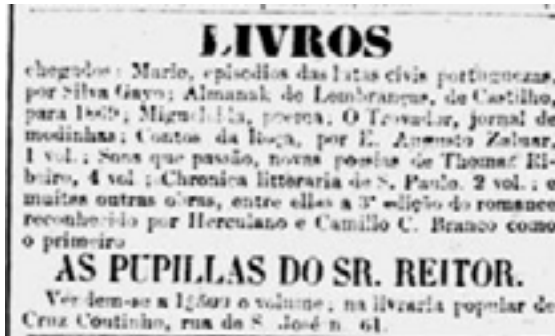 LIVROS
chegados: Mario, episodios das lutas civis portuguezas,
por Silva Gayo; Almanak de Lembranças, de Castilho,
para 1869; poema; O Trovador, jornal de
modinhas; Contos da Roça, por E. Augusto Zaluar,
1 vol.; Sons que passão, novas poesias de Thomaz Ri-
beiro, 4 vol.; Chronica litteraria de S. Paulo. 2 vol.; e
muitas outras obras, entre ellas a 3ª edição do romance
reconhecido por Herculano e Camillo C. Branco como
o primeiro
AS PUPILLAS DO SR. REITOR.
Vendem-se a o volume; na livraria popular de
Cruz Coutinho, rua de S. José n. 61.